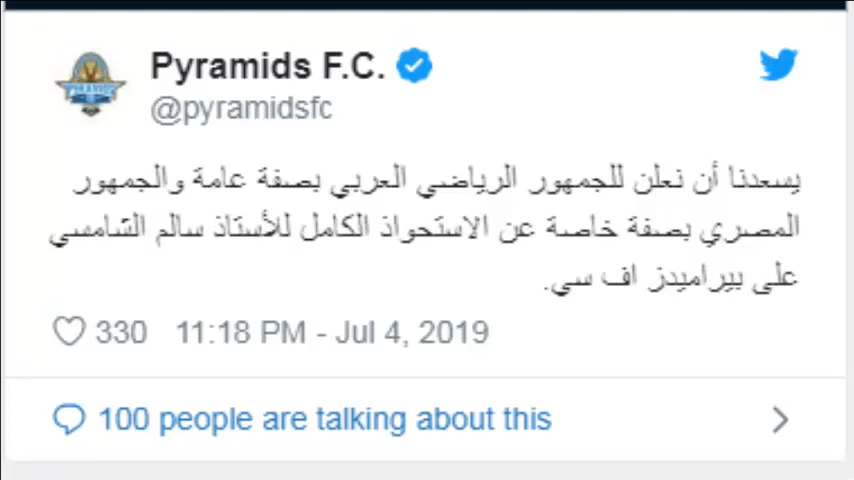 Pyramids F.C.
@pyramidsfc
يسعدنا أن نعلن للجمهور الرياضي العربي بصفة عامة والجمهور
المصري بصفة خاصة عن الاستحواذ الكامل للأستاذ سالم الشامسي
على بيراميدز اف سي.
330 11:18 PM - Jul 4, 2019
100 people are talking about this